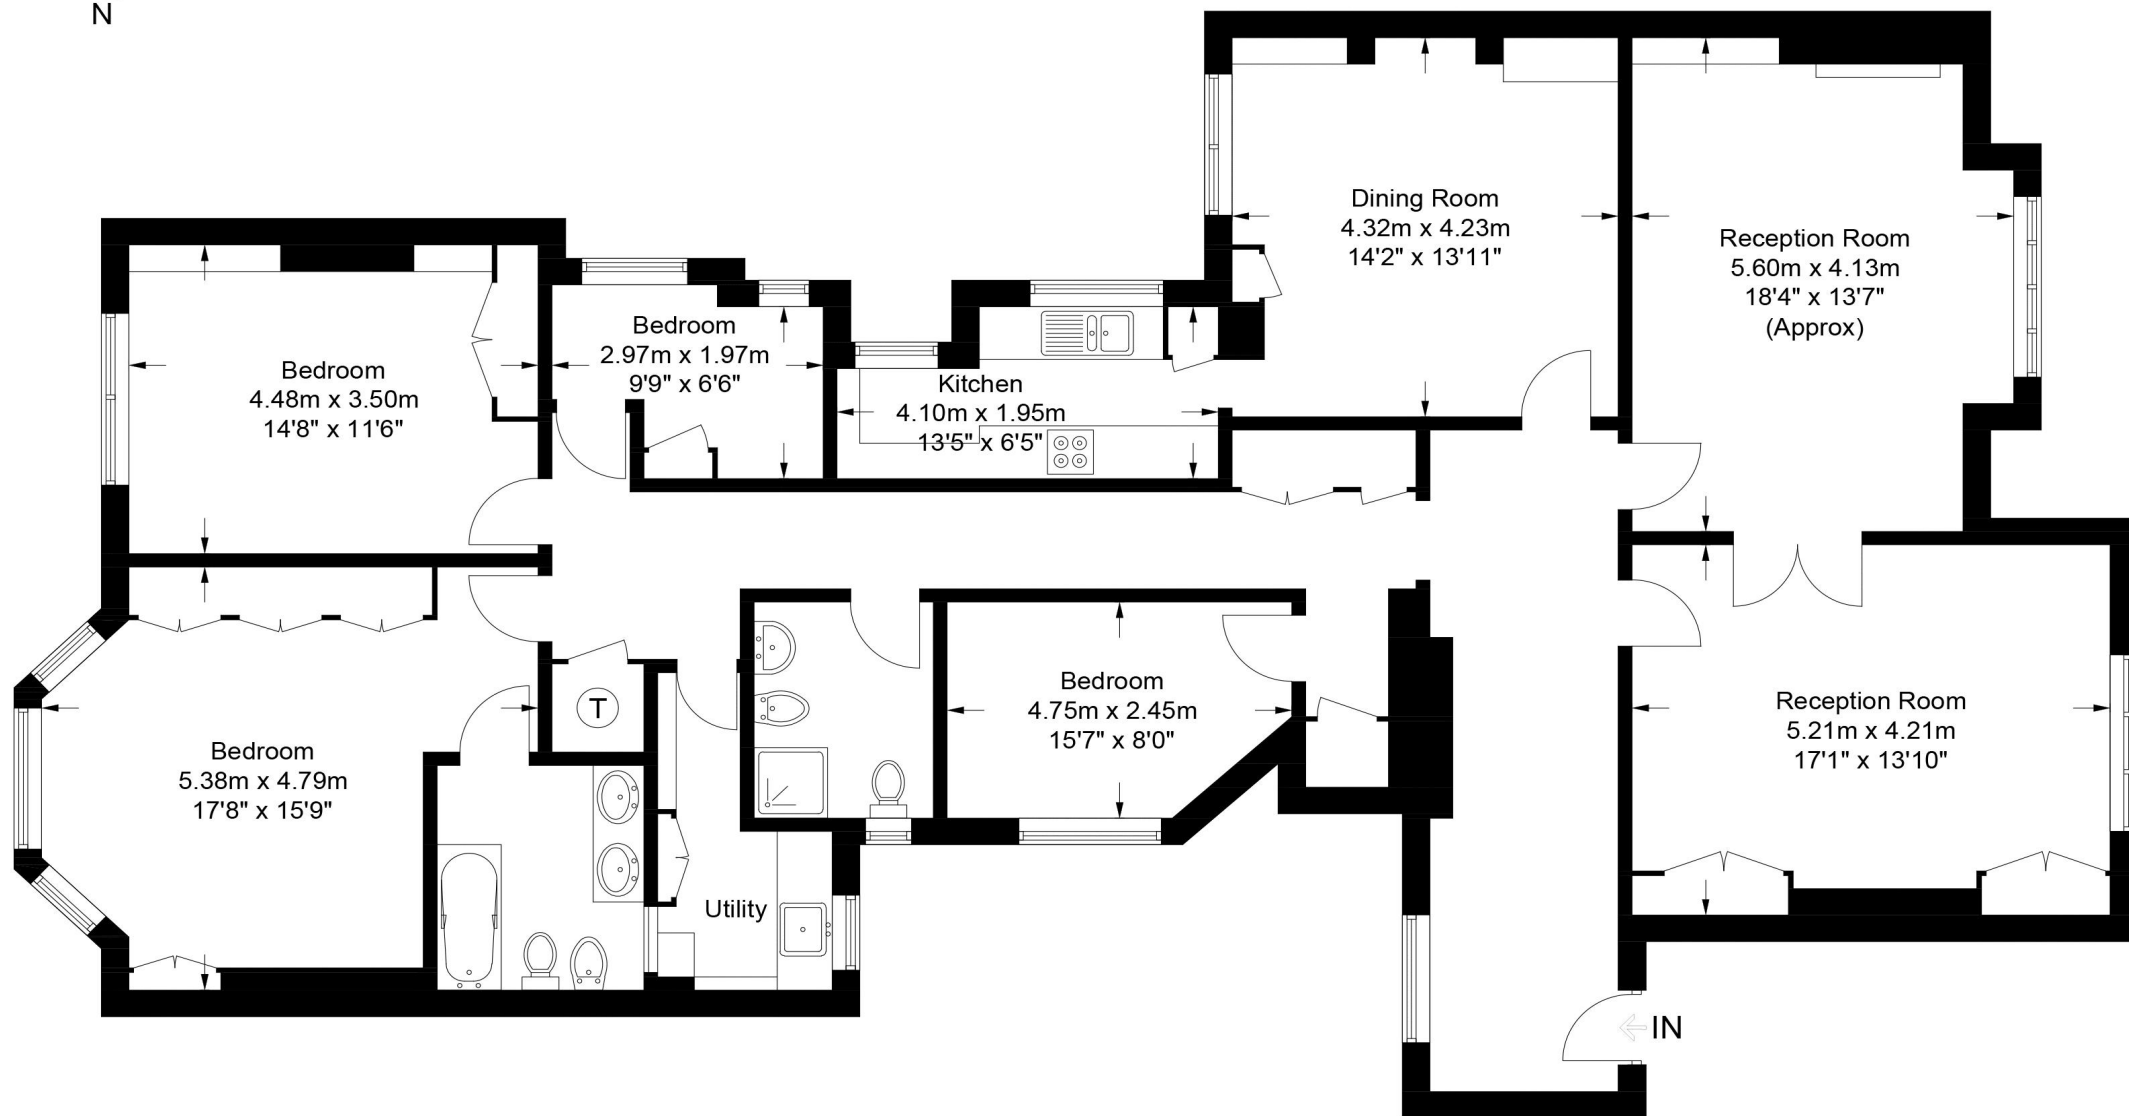 N
Dining Room
4.32m x 4.23m
14'2" x 13'11"
Reception Room
5.60m x 4.13m
18'4" x 13'7"
(Approx)
Bedroom
4.48m x 3.50m
14'8" x 11'6"
Bedroom
2.97m x 1.97m
9'9" x 6'6"
Kitchen
4.10m x 1.95m
13'5" x 6'5"
Bedroom
5.38m x 4.79m
17'8" x 15'9"
T
Bedroom
4.75m x 2.45m
15'7" x 8'0"
Reception Room
5.21m x 4.21m
17'1" x 13'10"
Utility
IN